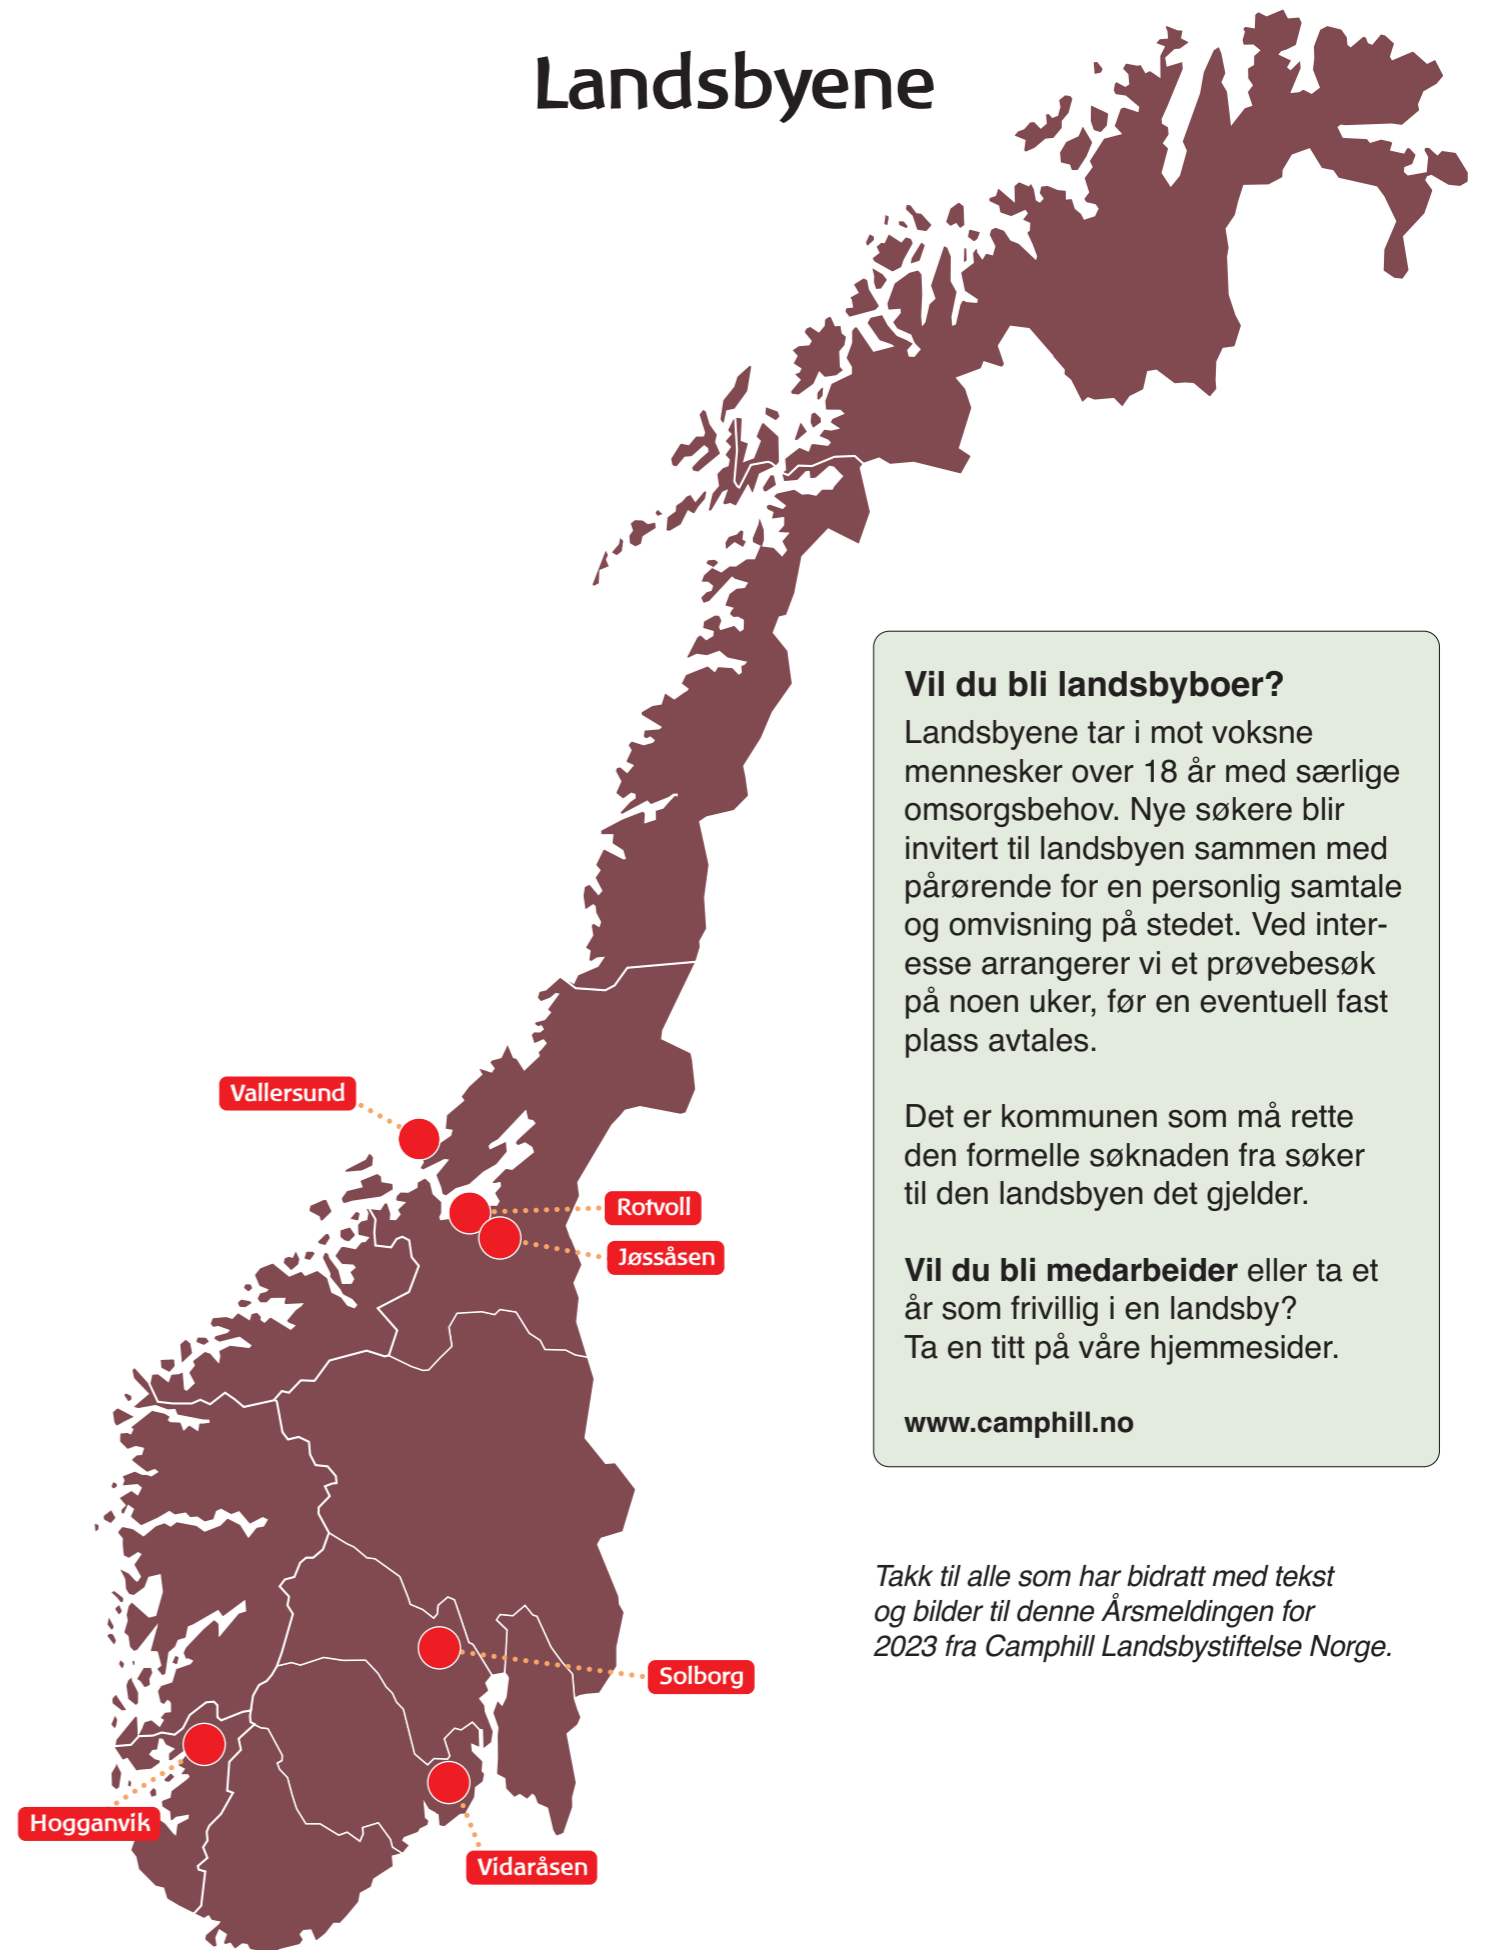 Landsbyene
Vil du bli landsbyboer?
Landsbyene tar i mot voksne
mennesker over 18 år med særlige
omsorgsbehov. Nye søkere blir
invitert til landsbyen sammen med
pårørende for en personlig samtale
og omvisning på stedet. Ved inter-
esse arrangerer vi et prøvebesøk
på noen uker, før en eventuell fast
plass avtales.
Det er kommunen som må rette
den formelle søknaden fra søker
til den landsbyen det gjelder.
Vil du bli medarbeider eller ta et
år som frivillig i en landsby?
Ta en titt på våre hjemmesider.
www.camphill.no
Vallersund
Rotvoll
Jøssåsen
Solborg
Hogganvik
Vidaråsen
Takk til alle som har bidratt med tekst
og bilder til denne Årsmeldingen for
2023 fra Camphill Landsbystiftelse Norge.